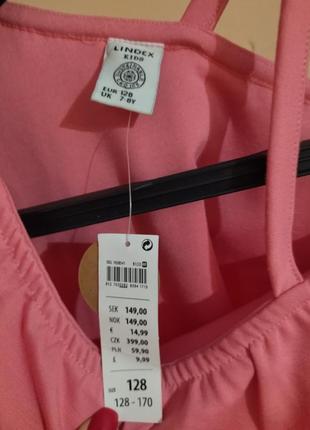 LINDEX
KIDS
EUR 128
UK 7-8Y
SEK 149,00
NOK 149,00
€ 14,99
CZK 399,00
PLN 59,90
£ 9,99
SIZE 128
128 - 170